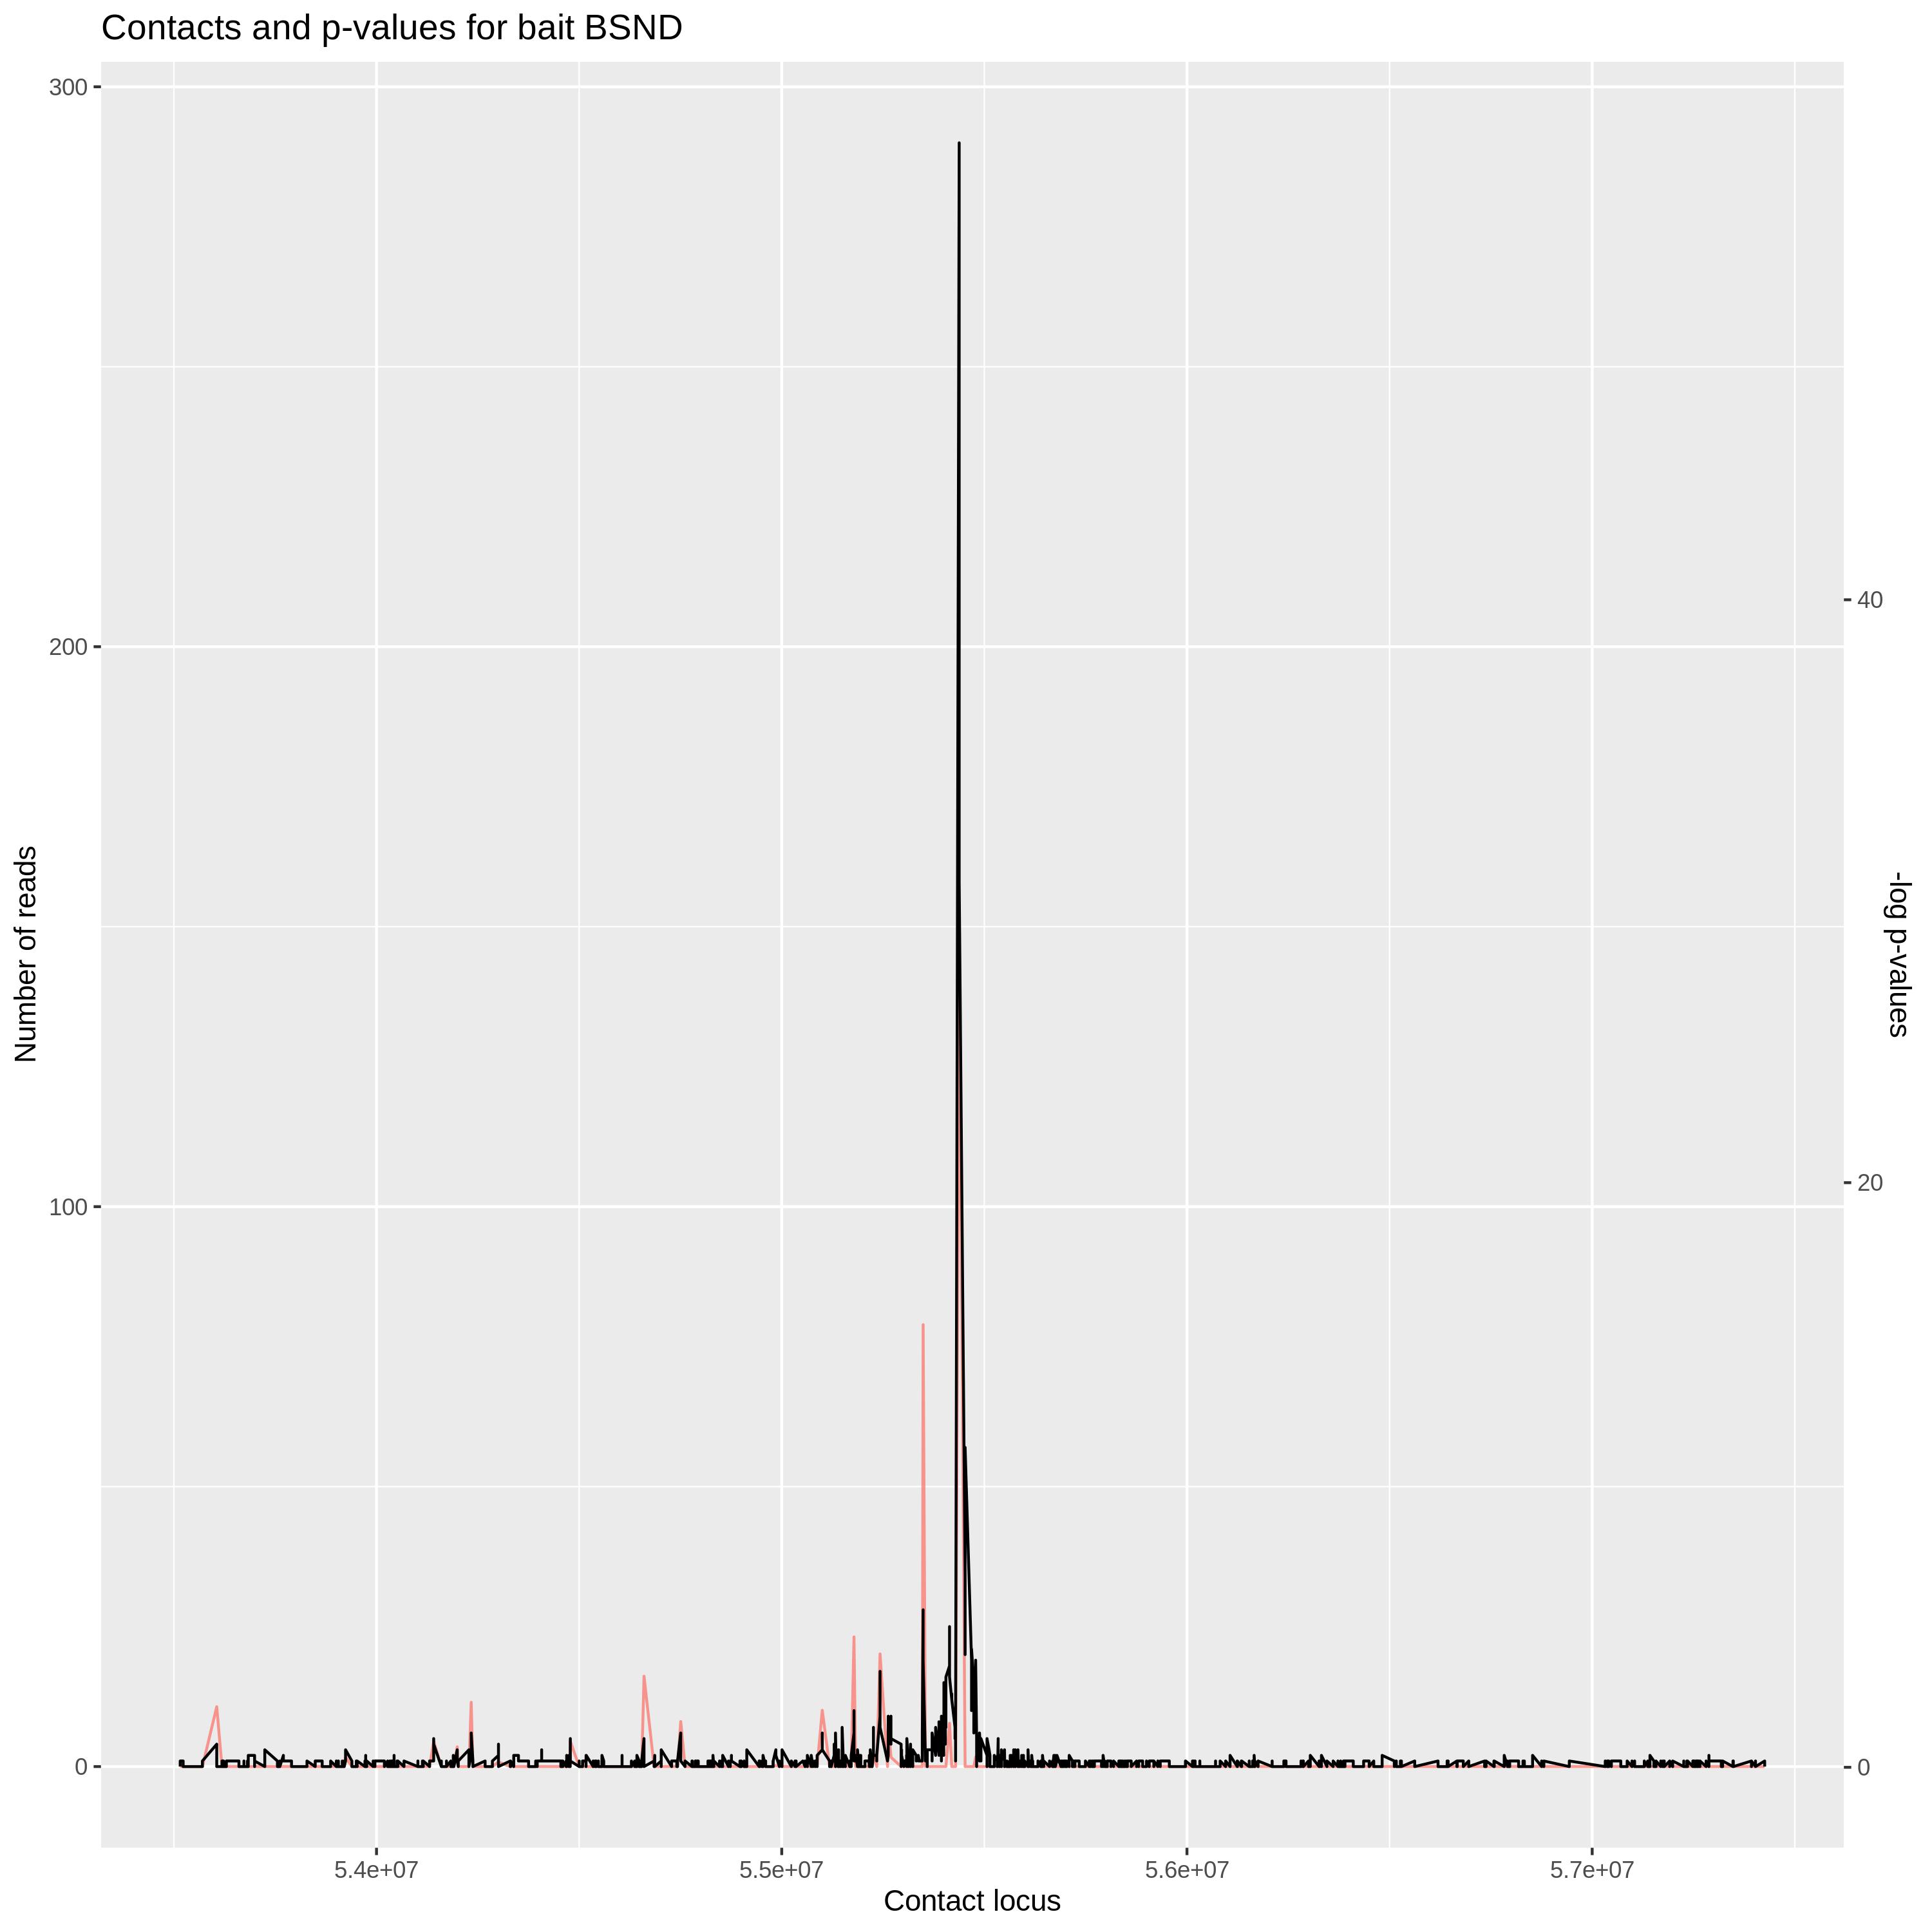 Contacts and p-values for bait BSND
300
200
100
0
Number of reads
40
20
0
-log p-values
5.4e+07
5.5e+07
5.6e+07
5.7e+07
Contact locus